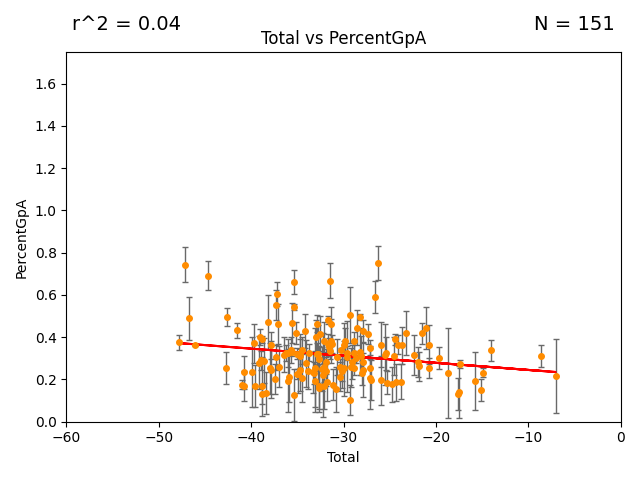 r^2 = 0.04
N = 151
Total vs PercentGpA
1.6
1.4
1.2
1.0
0.8
0.6
0.4
0.2
0.0
PercentGpA
−60 −50 −40 −30 −20 −10 0
Total